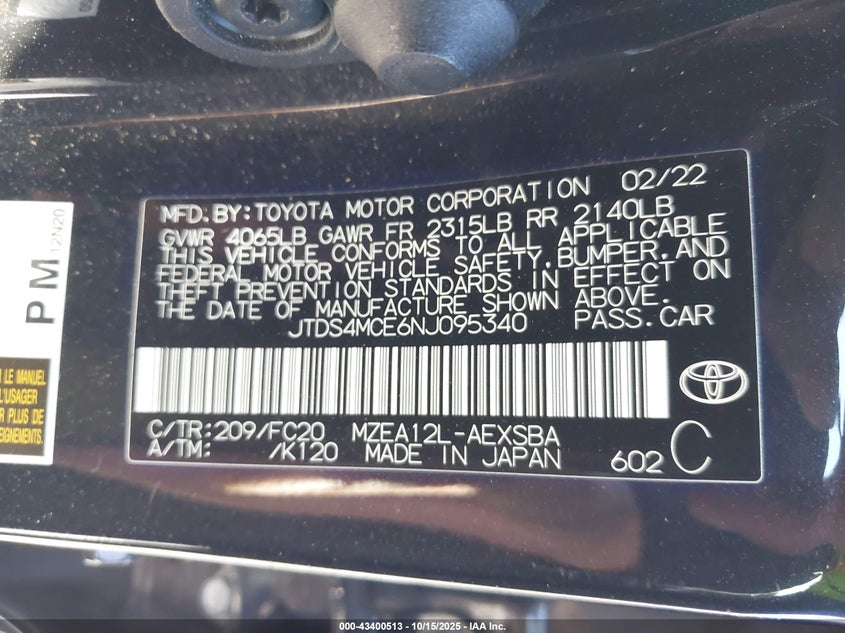 MFD. BY: TOYOTA MOTOR CORPORATION 02/22
GVWR 4065LB GAWR FR 2315LB RR 2140LB
THIS VEHICLE CONFORMS TO ALL APPLICABLE
FEDERAL MOTOR VEHICLE SAFETY, BUMPER, AND
THEFT PREVENTION STANDARDS IN EFFECT ON
THE DATE OF MANUFACTURE SHOWN ABOVE.
JTDS4MCE6NJ095340 PASS. CAR
C/TR: 209/FC20 MZEA12L-AEXSBA
A/TM: /K120 MADE IN JAPAN 602 C
PM
12N20
LE MANUEL
L'USAGER
PLUS DE
000-43400513 - 10/15/2025 - IAA Inc.